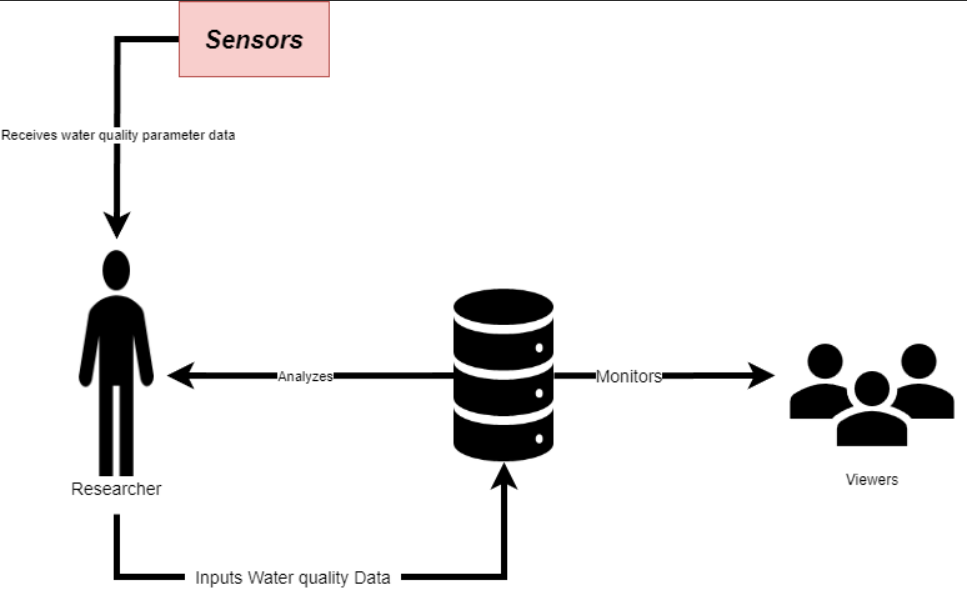 Sensors
Receives water quality parameter data
Analyzes
Monitors
Viewers
Researcher
Inputs Water quality Data